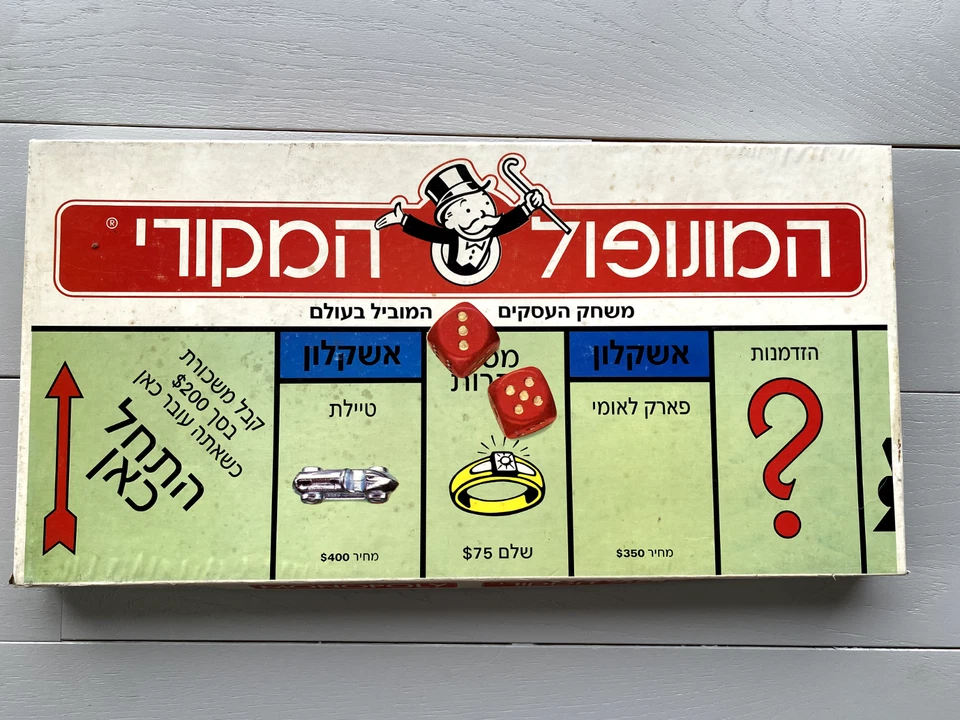 המונופול המקורי ®
משחק העסקים המוביל בעולם
הזדמנות
אשקלון
פארק לאומי
מחיר 350$
שלם 75$
אשקלון
טיילת
מחיר 400$
קבל משכורת
בסך 200$
כשאתה עובר כאן
התחל
כאן